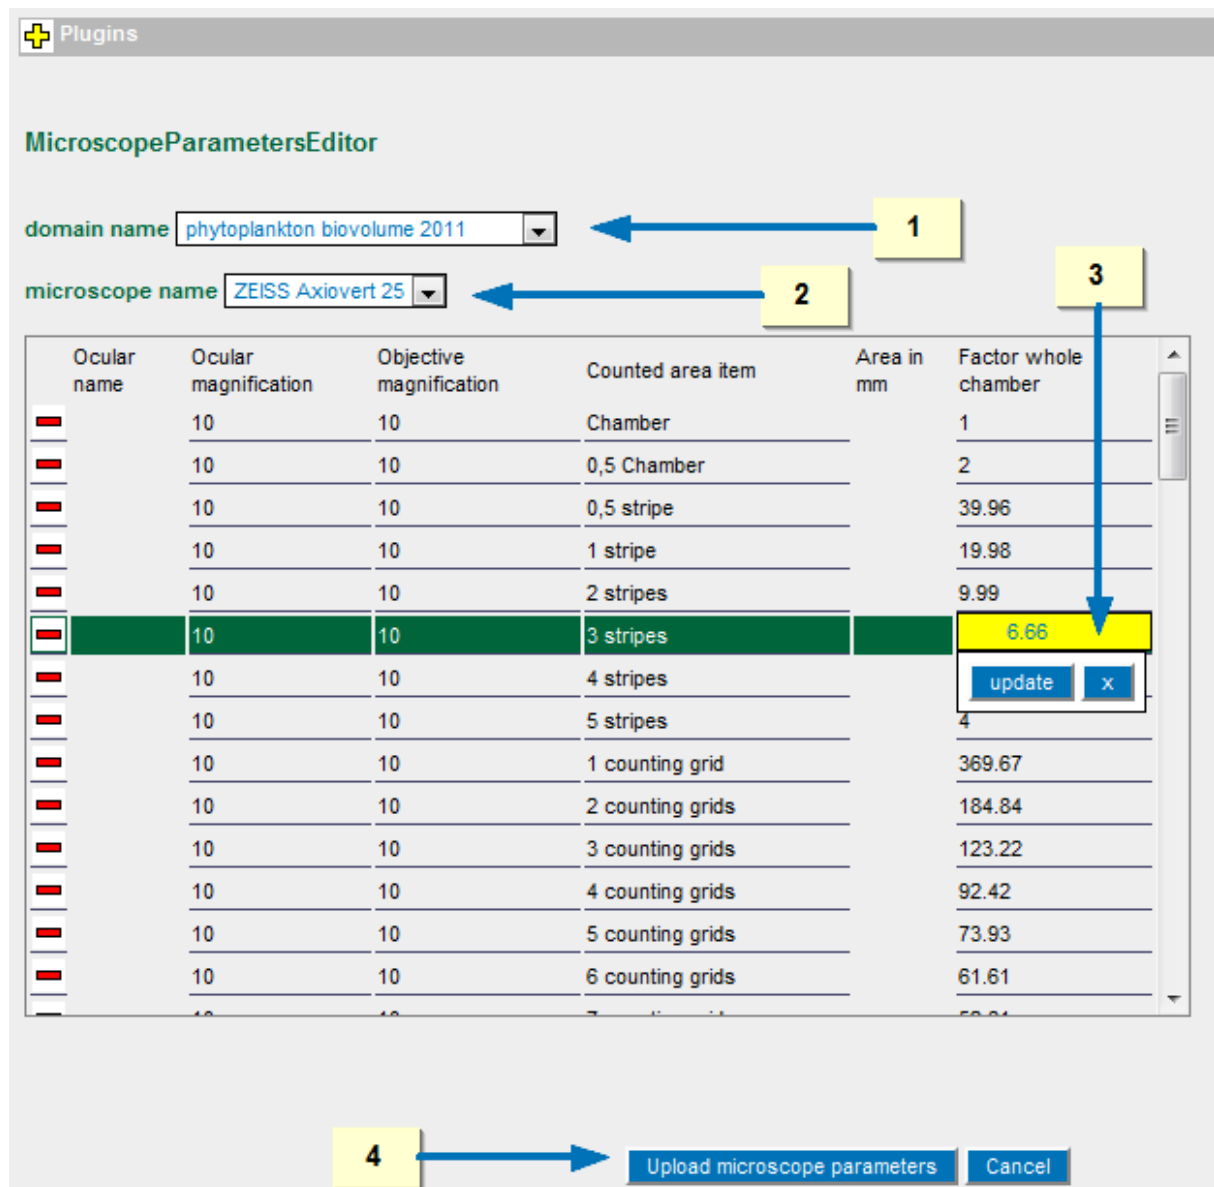 Plugins
MicroscopeParametersEditor
domain name phytoplankton biovolume 2011
1
microscope name ZEISS Axiovert 25
2
3
Ocular name Ocular magnification Objective magnification Counted area item Area in mm Factor whole chamber
10 10 Chamber 1
10 10 0,5 Chamber 2
10 10 0,5 stripe 39.96
10 10 1 stripe 19.98
10 10 2 stripes 9.99
10 10 3 stripes 6.66
10 10 4 stripes
update x
10 10 5 stripes 4
10 10 1 counting grid 369.67
10 10 2 counting grids 184.84
10 10 3 counting grids 123.22
10 10 4 counting grids 92.42
10 10 5 counting grids 73.93
10 10 6 counting grids 61.61
4
Upload microscope parameters Cancel